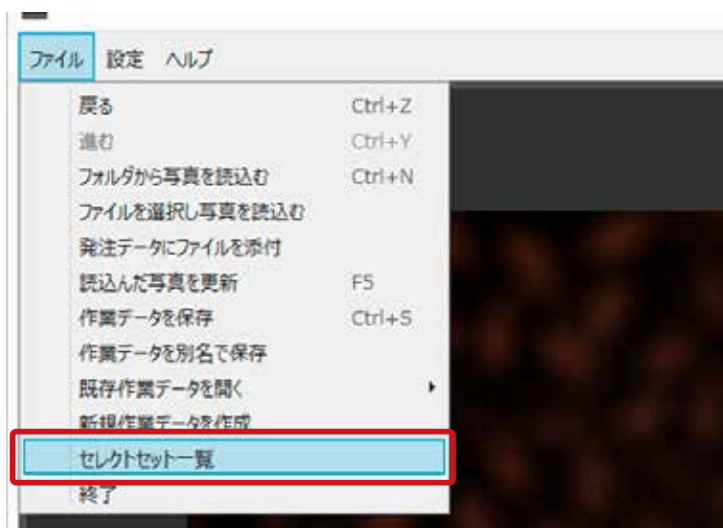 ファイル 設定 ヘルプ
戻る Ctrl+Z
進む Ctrl+Y
フォルダから写真を読込む Ctrl+N
ファイルを選択し写真を読込む
発注データにファイルを添付
読込んだ写真を更新 F5
作業データを保存 Ctrl+S
作業データを別名で保存
既存作業データを開く
新規作業データを作成
セレクトセット一覧
終了